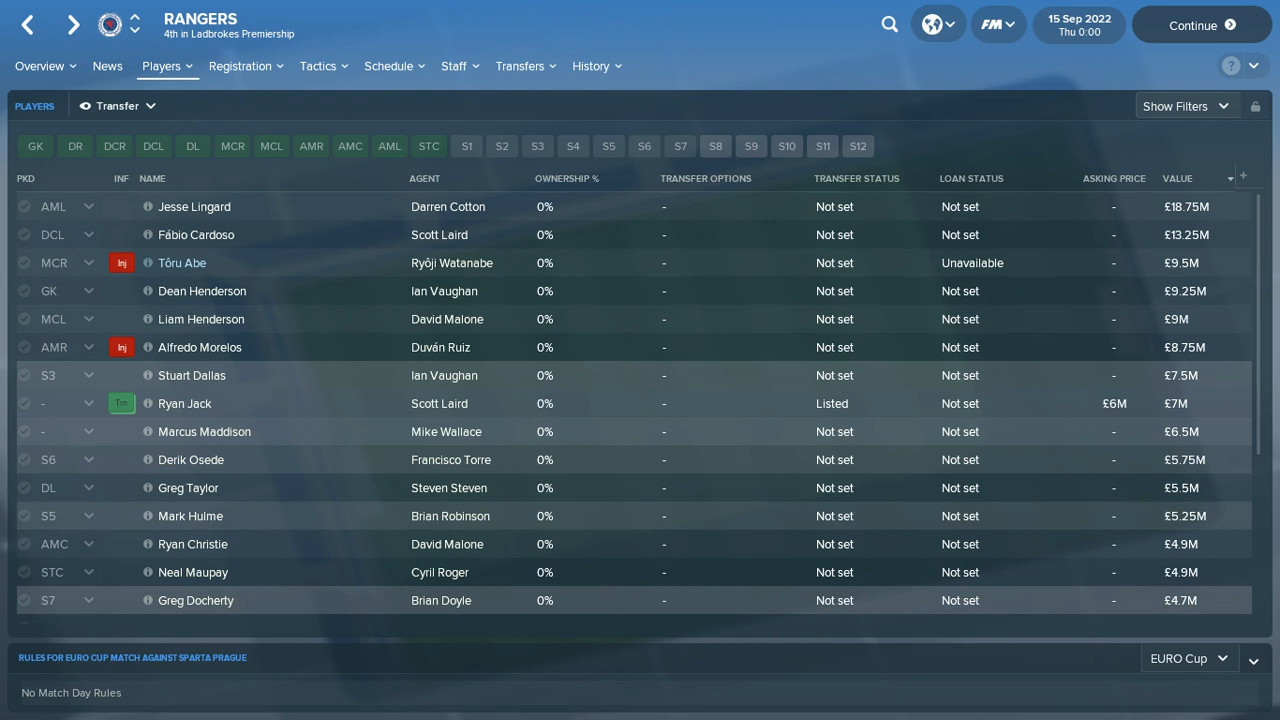 RANGERS
4th in Ladbrokes Premiership
FM
15 Sep 2022
Thu 0:00
Continue
Overview News Players Registration Tactics Schedule Staff Transfers History
?
PLAYERS Transfer Show Filters
GK DR DCR DCL DL MCR MCL AMR AMC AML STC S1 S2 S3 S4 S5 S6 S7 S8 S9 S10 S11 S12
PKD INF NAME AGENT OWNERSHIP % TRANSFER OPTIONS TRANSFER STATUS LOAN STATUS ASKING PRICE VALUE +
AML Jesse Lingard Darren Cotton 0% - Not set Not set - £18.75M
DCL Fábio Cardoso Scott Laird 0% - Not set Not set - £13.25M
MCR Inj Tôru Abe Ryôji Watanabe 0% - Not set Unavailable - £9.5M
GK Dean Henderson Ian Vaughan 0% - Not set Not set - £9.25M
MCL Liam Henderson David Malone 0% - Not set Not set - £9M
AMR Inj Alfredo Morelos Duván Ruiz 0% - Not set Not set - £8.75M
S3 Stuart Dallas Ian Vaughan 0% - Not set Not set - £7.5M
- Trn Ryan Jack Scott Laird 0% - Listed Not set £6M £7M
- Marcus Maddison Mike Wallace 0% - Not set Not set - £6.5M
S6 Derik Osede Francisco Torre 0% - Not set Not set - £5.75M
DL Greg Taylor Steven Steven 0% - Not set Not set - £5.5M
S5 Mark Hulme Brian Robinson 0% - Not set Not set - £5.25M
AMC Ryan Christie David Malone 0% - Not set Not set - £4.9M
STC Neal Maupay Cyril Roger 0% - Not set Not set - £4.9M
S7 Greg Docherty Brian Doyle 0% - Not set Not set - £4.7M
RULES FOR EURO CUP MATCH AGAINST SPARTA PRAGUE EURO Cup
No Match Day Rules